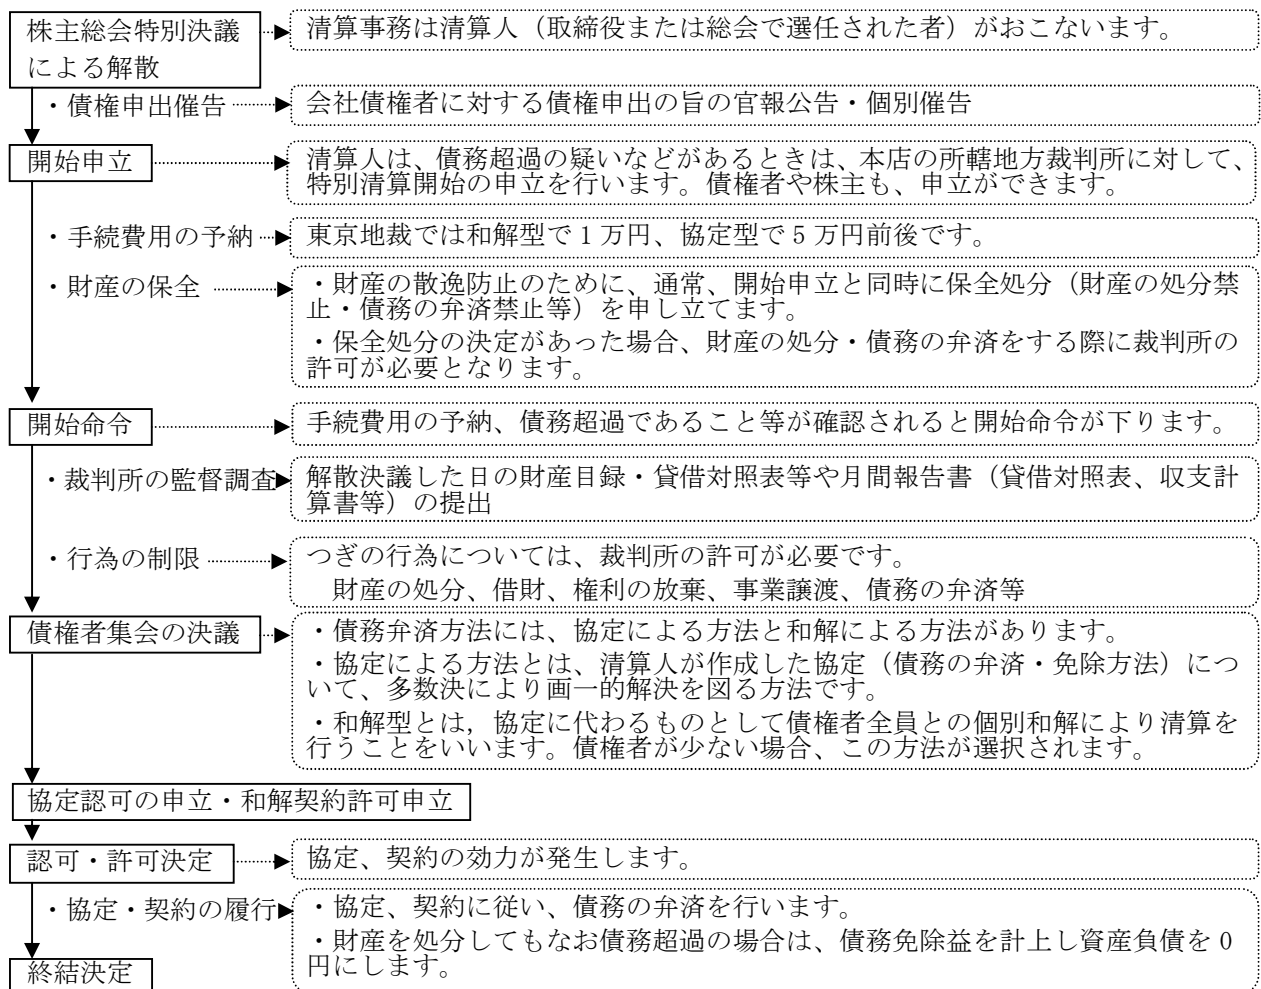 株主総会特別決議
による解散
清算事務は清算人（取締役または総会で選任された者）がおこないます。
・債権申出催告
会社債権者に対する債権申出の旨の官報公告・個別催告
開始申立
清算人は、債務超過の疑いなどがあるときは、本店の所轄地方裁判所に対して、
特別清算開始の申立を行います。債権者や株主も、申立ができます。
・手続費用の予納
東京地裁では和解型で1万円、協定型で5万円前後です。
・財産の保全
・財産の散逸防止のために、通常、開始申立と同時に保全処分（財産の処分禁
止・債務の弁済禁止等）を申し立てます。
・保全処分の決定があった場合、財産の処分・債務の弁済をする際に裁判所の
許可が必要となります。
開始命令
手続費用の予納、債務超過であること等が確認されると開始命令が下ります。
・裁判所の監督調査
解散決議した日の財産目録・貸借対照表等や月間報告書（貸借対照表、収支計
算書等）の提出
・行為の制限
つぎの行為については、裁判所の許可が必要です。
財産の処分、借財、権利の放棄、事業譲渡、債務の弁済等
債権者集会の決議
・債務弁済方法には、協定による方法と和解による方法があります。
・協定による方法とは、清算人が作成した協定（債務の弁済・免除方法）につ
いて、多数決により画一的解決を図る方法です。
・和解型とは，協定に代わるものとして債権者全員との個別和解により清算を
行うことをいいます。債権者が少ない場合、この方法が選択されます。
協定認可の申立・和解契約許可申立
認可・許可決定
協定、契約の効力が発生します。
・協定・契約の履行
・協定、契約に従い、債務の弁済を行います。
・財産を処分してもなお債務超過の場合は、債務免除益を計上し資産負債を0
円にします。
終結決定